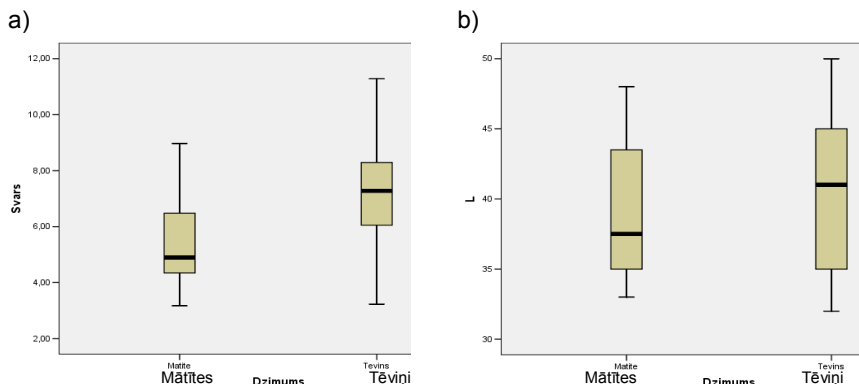 a)
12,00
10,00
8,00
6,00
4,00
2,00
Svars
Matite
Tevins
Mātītes
Dzimums
Tēviņi
b)
50
45
40
35
30
L
Matite
Tevins
Mātītes
Dzimums
Tēviņi